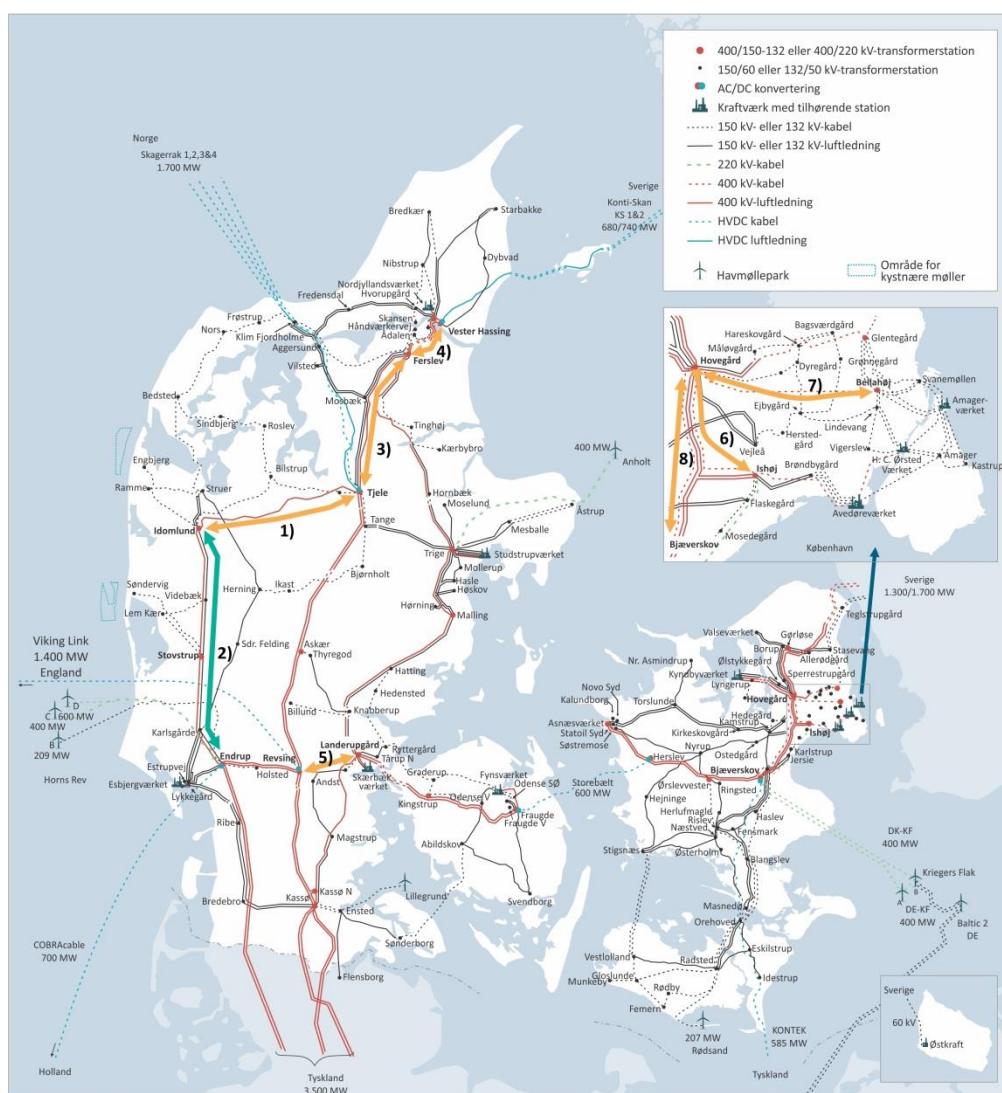 400/150-132 eller 400/220 kV-transformerstation
150/60 eller 132/50 kV-transformerstation
AC/DC konvertering
Kraftværk med tilhørende station
150 kV- eller 132 kV-kabel
150 kV- eller 132 kV-luftledning
220 kV-kabel
400 kV-kabel
400 kV-luftledning
HVDC kabel
HVDC luftledning
Havmøllepark
Område for
kystnære møller
Norge
Skagerrak 1,2,3&4
1.700 MW
Sverige
Konti-Skan
KS 1&2
680/740 MW
Bredkær
Starbakke
Nibstrup
Dybvad
Nordjyllandsværket
Hvorupgård
Fredensdal
Skansen
Håndværkervej
Ådalen
Vester Hassing
Frøstrup
Nors
Klim Fjordholme
Aggersund
Vilsted
4)
Ferslev
Mosbæk
Bedsted
Sindbjerg
Roslev
Tinghøj
Kærbybro
3)
Engbjerg
Bilstrup
Ramme
Struer
400 MW
Anholt
Tjele
Hornbæk
Moselund
Åstrup
Idomlund
1)
Tange
Mesballe
Trige
Studstrupværket
Mollerup
Bjørnholt
Hasle
Høskov
Søndervig
Videbæk
Herning
Ikast
Lem Kær
Hørning
Malling
Stovstrup
2)
Sdr. Felding
Askær
Thyregod
Hatting
Hedensted
Viking Link
1.400 MW
England
D
C
600 MW
400 MW
B
209 MW
Horns Rev
Billund
Knabberup
Karlsgårde
Endrup
Revsing
5)
Landerupgård
Ryttergård
Tårup N
Estrupvej
Holsted
Andst
Skærbæk
værket
Graderup
Fynsværket
Odense SØ
Esbjergværket
Lykkegård
Kingstrup
Odense V
Fraugde
Fraugde V
Ribe
Magstrup
Abildskov
Bredebro
Kassø N
Kassø
Lillegrund
Svendborg
Ensted
Sønderborg
Flensborg
COBRAcable
700 MW
Holland
Tyskland
3.500 MW
Storebælt
600 MW
Hovegård
Hareskovgård
Bagsværdgård
Glentegård
Måløvgård
Dyregård
Grønnegård
7)
Bellahøj
Svanemøllen
Amager-
værket
Ejbygård
Lindevang
6)
Hersted-
gård
Vigerslev
8)
Vejleå
H. C. Ørsted
Værket
Amager
Kastrup
Ishøj
Brøndbygård
Flaskegård
Avedøreværket
Bjæverskov
Mosedegård
København
Sverige
1.300/1.700 MW
Teglstrupgård
Valseværket
Gørløse
Borup
Stasevang
Allerødgård
Nr. Asmindrup
Ølstykkegård
Kyndbyværket
Lyngerup
Sperrestrupgård
Novo Syd
Kalundborg
Torslunde
Hovegård
Asnæsværket
Statoil Syd
Søstremose
Hedegård
Kamstrup
Kirkeskovgård
Ishøj
Nyrup
Ostedgård
Karlstrup
Jersie
Herslev
Bjæverskov
Ørslevvester
Ringsted
Hejninge
Herlufmagle
Rislev
Haslev
Næstved
Fensmark
Stigsnæs
Østerholm
Blangslev
Masnedø
Orehoved
Vestlolland
Eskilstrup
Radsted
Gloslunde
Munkeby
Rødby
Idestrup
Femern
207 MW
Rødsand
KONTEK
585 MW
Tyskland
DK-KF
400 MW
Kriegers Flak
B
A
DE-KF
400 MW
Baltic 2
DE
Sverige
60 kV
Østkraft